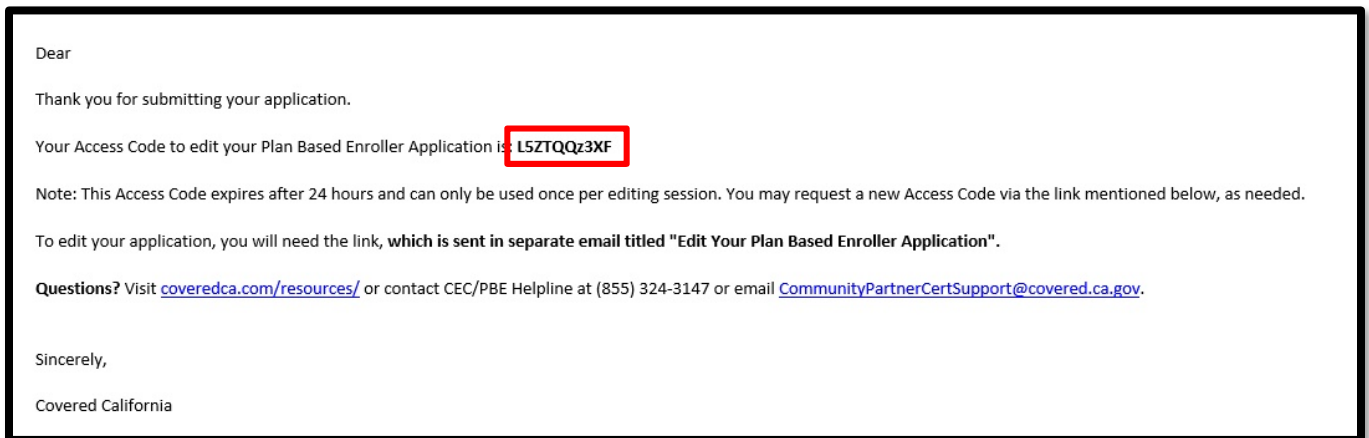 Dear
Thank you for submitting your application.
Your Access Code to edit your Plan Based Enroller Application is: L5ZTQQz3XF
Note: This Access Code expires after 24 hours and can only be used once per editing session. You may request a new Access Code via the link mentioned below, as needed.
To edit your application, you will need the link, which is sent in separate email titled "Edit Your Plan Based Enroller Application".
Questions? Visit coveredca.com/resources/ or contact CEC/PBE Helpline at (855) 324-3147 or email CommunityPartnerCertSupport@covered.ca.gov.
Sincerely,
Covered California